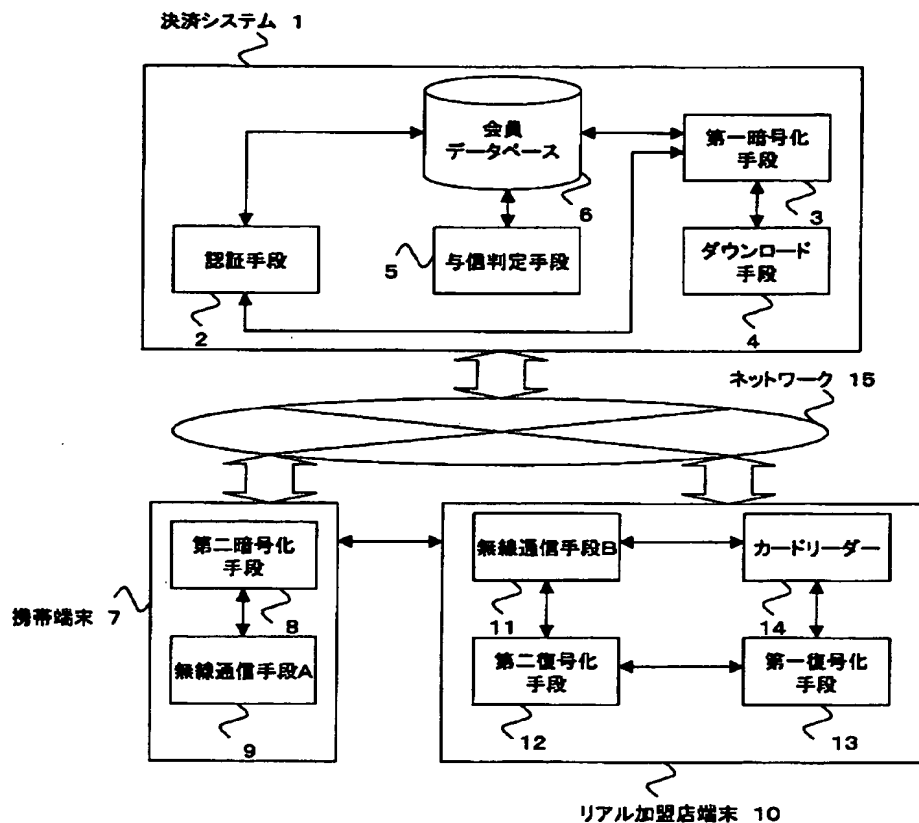 決済システム 1
会員
データベース
6
第一暗号化
手段
3
認証手段
2
5
与信判定手段
ダウンロード
手段
4
ネットワーク 15
第二暗号化
手段
8
携帯端末 7
無線通信手段A
9
無線通信手段B
11
カードリーダー
14
第二復号化
手段
12
第一復号化
手段
13
リアル加盟店端末 10